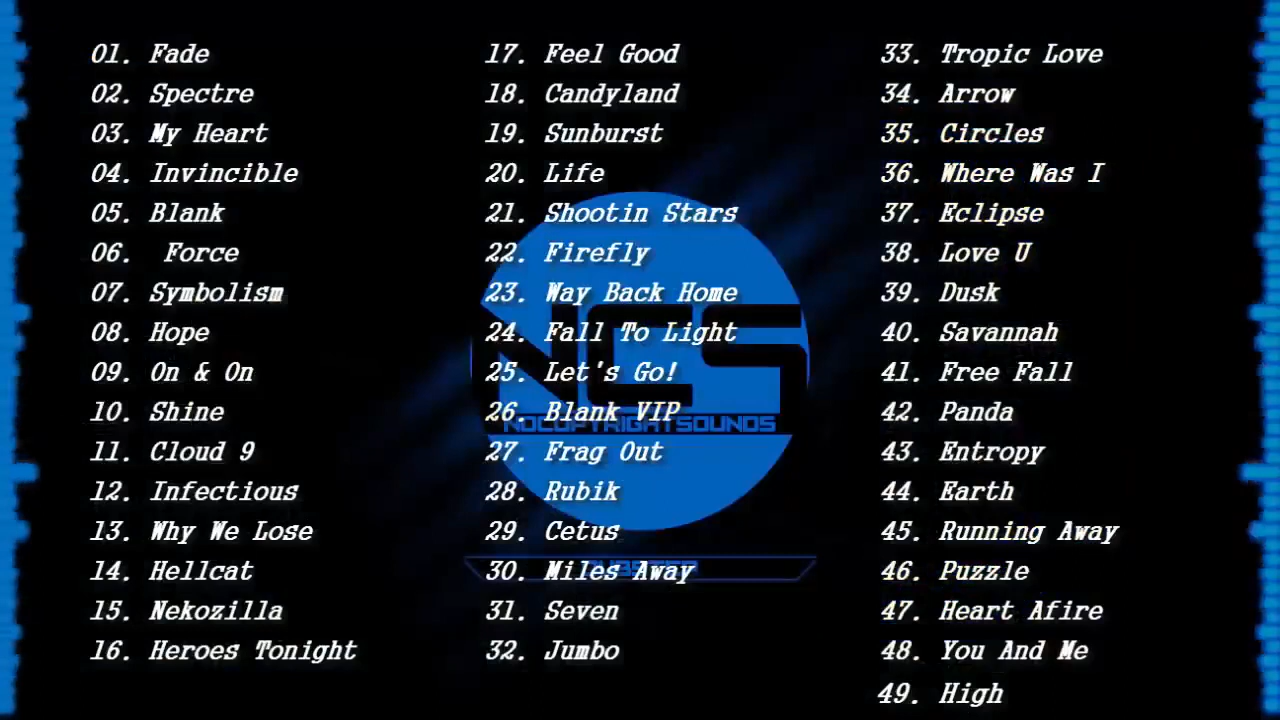 01. Fade
02. Spectre
03. My Heart
04. Invincible
05. Blank
06. Force
07. Symbolism
08. Hope
09. On & On
10. Shine
11. Cloud 9
12. Infectious
13. Why We Lose
14. Hellcat
15. Nekozilla
16. Heroes Tonight
17. Feel Good
18. Candyland
19. Sunburst
20. Life
21. Shootin Stars
22. Firefly
23. Way Back Home
24. Fall To Light
25. Let's Go!
26. Blank VIP
27. Frag Out
28. Rubik
29. Cetus
30. Miles Away
31. Seven
32. Jumbo
33. Tropic Love
34. Arrow
35. Circles
36. Where Was I
37. Eclipse
38. Love U
39. Dusk
40. Savannah
41. Free Fall
42. Panda
43. Entropy
44. Earth
45. Running Away
46. Puzzle
47. Heart Afire
48. You And Me
49. High
NCS
NOCOPYRIGHTSOUNDS